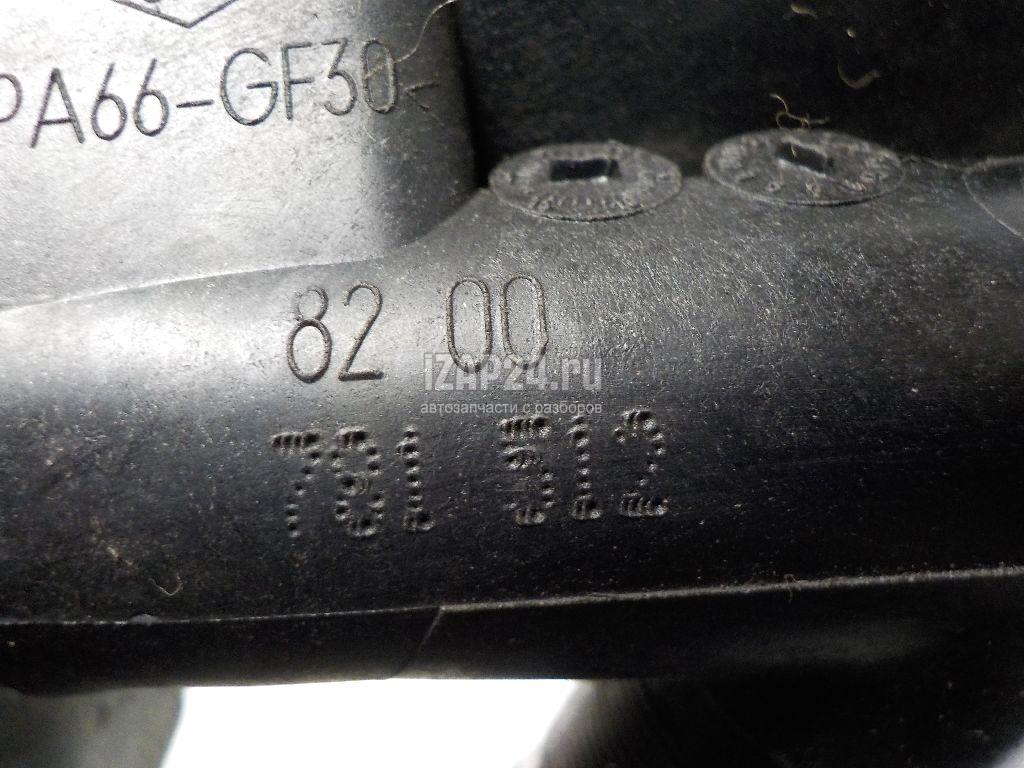 PA66-GF30<
82 00
iZAP24.ru
автозапчасти с разборов
781 512